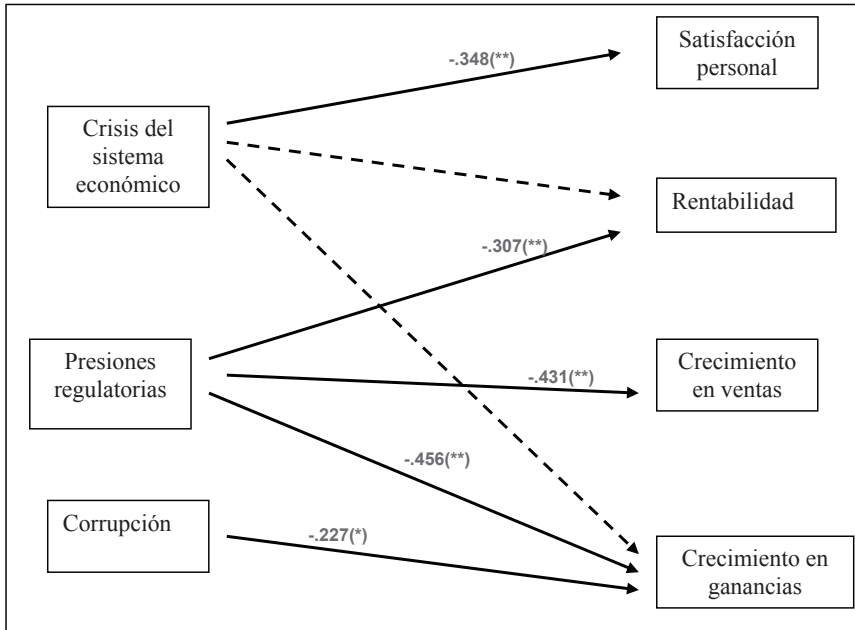 -.348(**)
Satisfacción
personal
Crisis del
sistema
económico
Rentabilidad
-.307(**)
Presiones
regulatorias
-.431(**)
Crecimiento
en ventas
-.456(**)
Corrupción
-.227(*)
Crecimiento en
ganancias